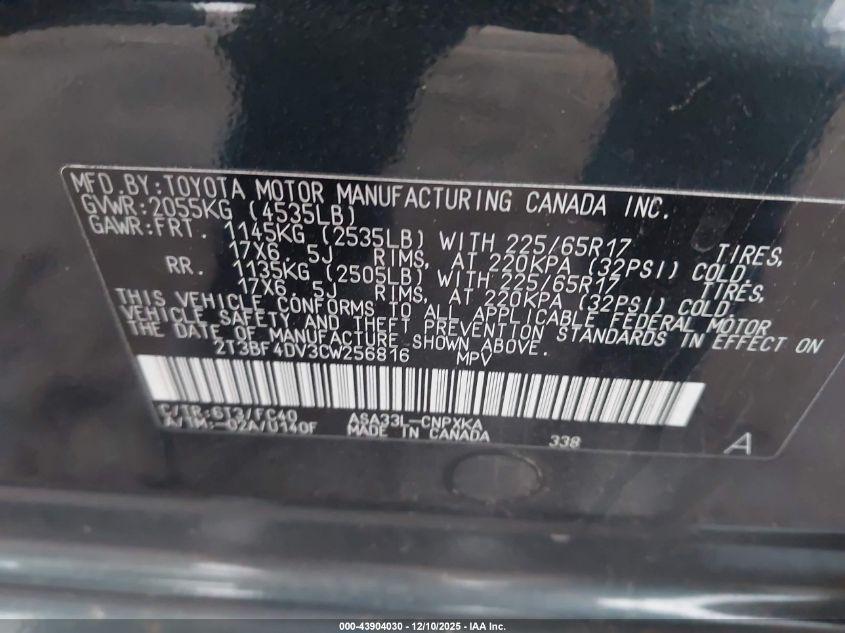 MFD.BY:TOYOTA MOTOR MANUFACTURING CANADA INC.
GVWR:2055KG (4535LB)
GAWR:FRT. 1145KG (2535LB) WITH 225/65R17 TIRES,
17X6. 5J RIMS, AT 220KPA (32PSI) COLD,
RR. 1135KG (2505LB) WITH 225/65R17 TIRES,
17X6. 5J RIMS, AT 220KPA (32PSI) COLD.
THIS VEHICLE CONFORMS TO ALL APPLICABLE FEDERAL MOTOR
VEHICLE SAFETY AND THEFT PREVENTION STANDARDS IN EFFECT ON
THE DATE OF MANUFACTURE SHOWN ABOVE.
2T3BF4DV3CW256816 MPV
C/TR:6T3/FC40 ASA33L-CNPXKA
A/TM:-02A/U140F MADE IN CANADA 338 A
000-43904030 - 12/10/2025 - IAA Inc.